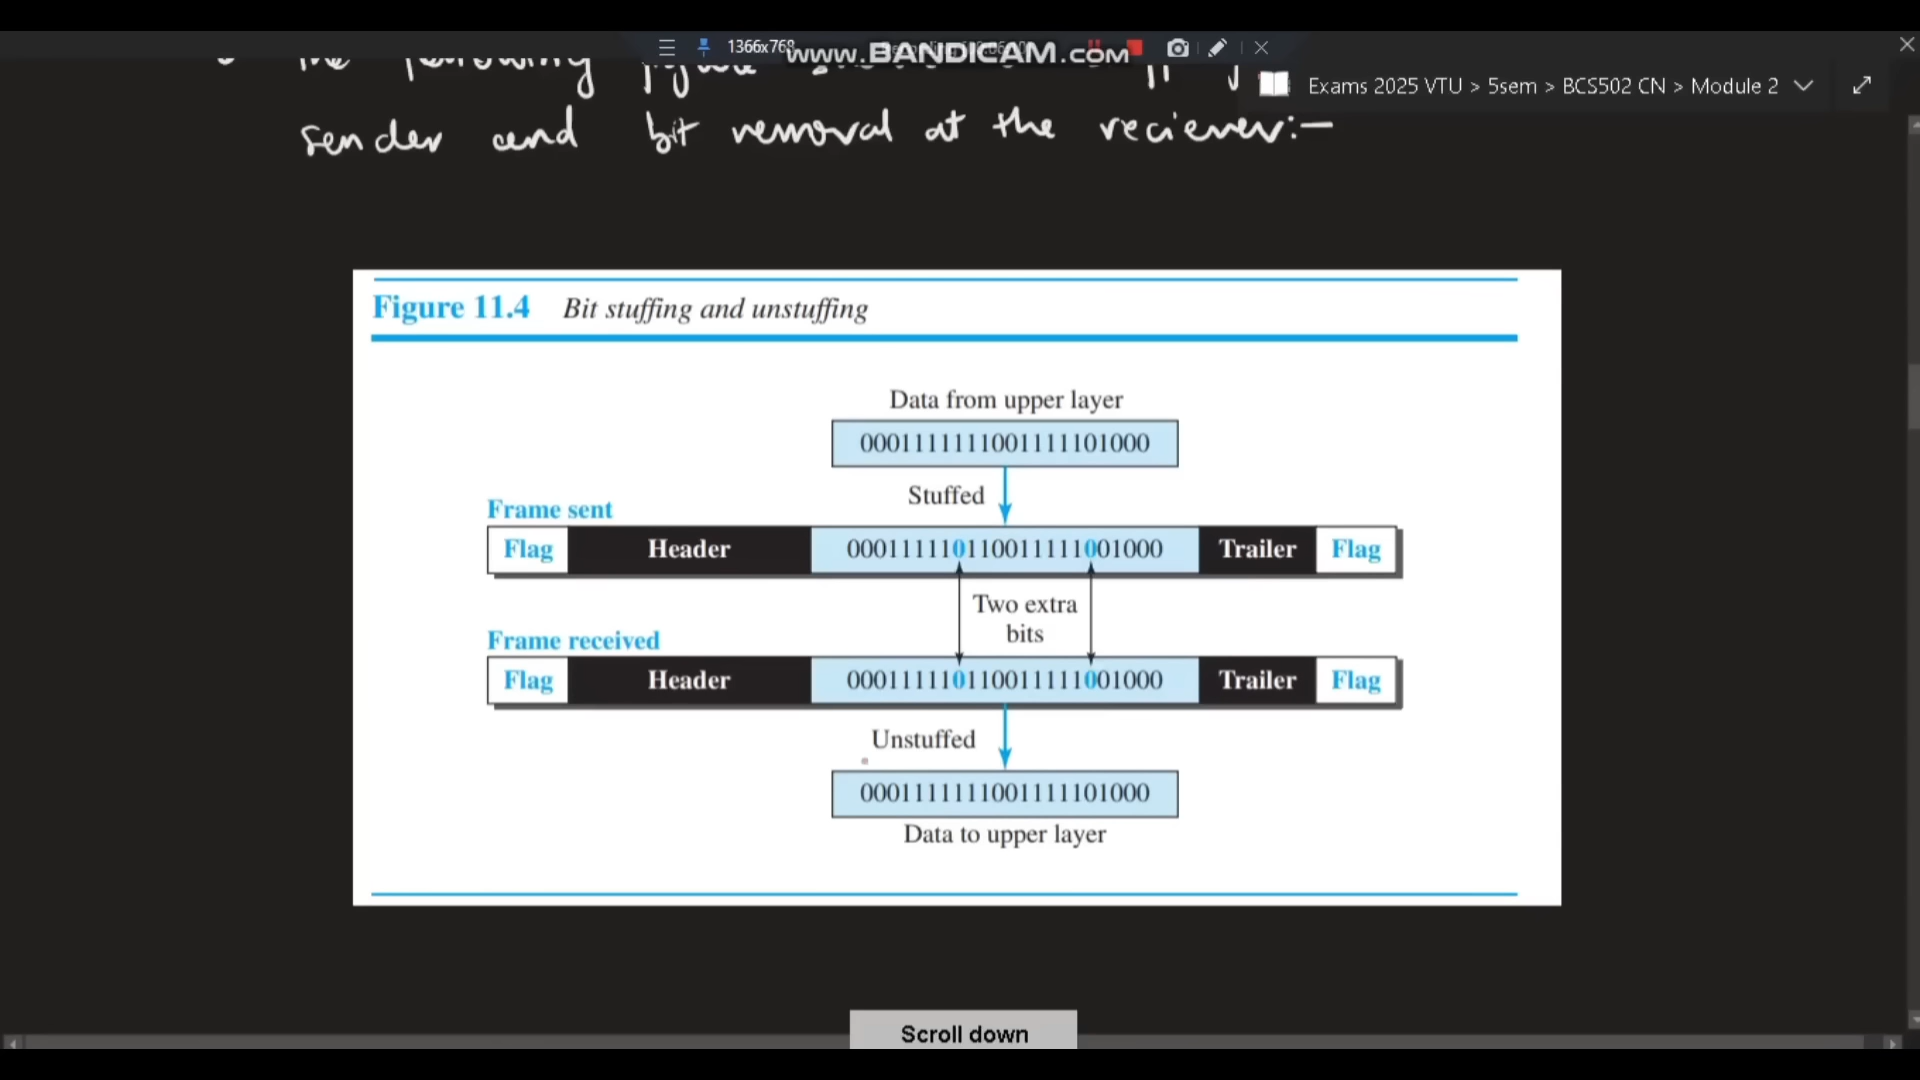 1366x768
www.BANDICAM.com
The following figure
Exams 2025 VTU > 5sem > BCS502 CN > Module 2
sender and bit removal at the reciever:-
Figure 11.4 Bit stuffing and unstuffing
Data from upper layer
0001111111001111101000
Stuffed
Frame sent
Flag Header 000111110110011111001000 Trailer Flag
Two extra
bits
Frame received
Flag Header 000111110110011111001000 Trailer Flag
Unstuffed
0001111111001111101000
Data to upper layer
Scroll down